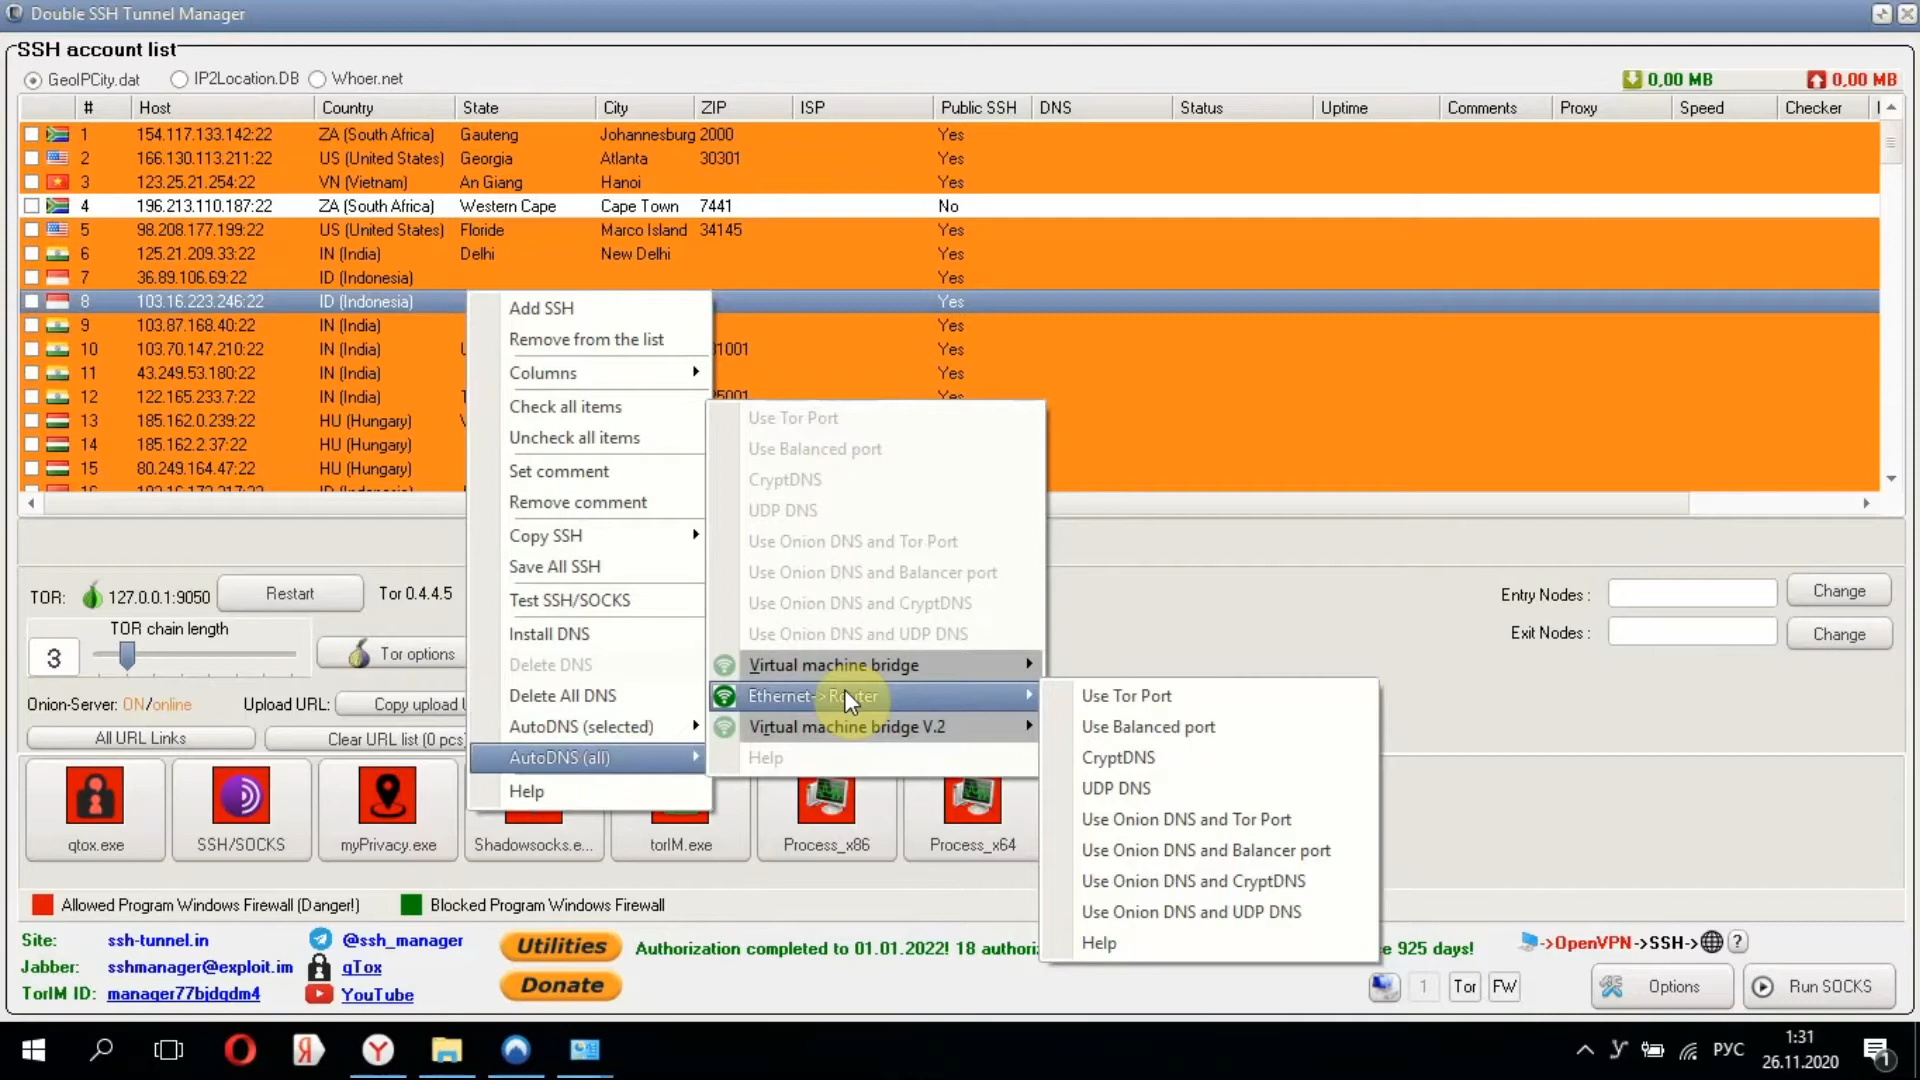 Double SSH Tunnel Manager
SSH account list
GeoIPCity.dat IP2Location.DB Whoer.net 0,00 MB 0,00 MB
# Host Country State City ZIP ISP Public SSH DNS Status Uptime Comments Proxy Speed Checker
1 154.117.133.142:22 ZA (South Africa) Gauteng Johannesburg 2000 Yes
2 166.130.113.211:22 US (United States) Georgia Atlanta 30301 Yes
3 123.25.21.254:22 VN (Vietnam) An Giang Hanoi Yes
4 196.213.110.187:22 ZA (South Africa) Western Cape Cape Town 7441 No
5 98.208.177.199:22 US (United States) Floride Marco Island 34145 Yes
6 125.21.209.33:22 IN (India) Delhi New Delhi Yes
7 36.89.106.69:22 ID (Indonesia) Yes
8 103.16.223.246:22 ID (Indonesia) Yes
9 103.87.168.40:22 IN (India) Yes
10 103.70.147.210:22 IN (India) Yes
11 43.249.53.180:22 IN (India) Yes
12 122.165.233.7:22 IN (India) Yes
13 185.162.0.239:22 HU (Hungary)
14 185.162.2.37:22 HU (Hungary)
15 80.249.164.47:22 HU (Hungary)
Add SSH
Remove from the list
Columns
Check all items
Uncheck all items
Set comment
Remove comment
Copy SSH
Save All SSH
Test SSH/SOCKS
Install DNS
Delete DNS
Delete All DNS
AutoDNS (selected)
AutoDNS (all)
Help
Use Tor Port
Use Balanced port
CryptDNS
UDP DNS
Use Onion DNS and Tor Port
Use Onion DNS and Balancer port
Use Onion DNS and CryptDNS
Use Onion DNS and UDP DNS
Virtual machine bridge
Ethernet->Router
Virtual machine bridge V.2
Help
Use Tor Port
Use Balanced port
CryptDNS
UDP DNS
Use Onion DNS and Tor Port
Use Onion DNS and Balancer port
Use Onion DNS and CryptDNS
Use Onion DNS and UDP DNS
Help
TOR: 127.0.0.1:9050 Restart Tor 0.4.4.5
TOR chain length
3 Tor options
Entry Nodes : Change
Exit Nodes : Change
Onion-Server: ON/online Upload URL: Copy upload
All URL Links Clear URL list (0 pcs)
qtox.exe SSH/SOCKS myPrivacy.exe Shadowsocks.e... torIM.exe Process_x86 Process_x64
Allowed Program Windows Firewall (Danger!) Blocked Program Windows Firewall
Site: ssh-tunnel.in @ssh_manager
Jabber: sshmanager@exploit.im qTox
TorIM ID: manager77bjdqdm4 YouTube
Utilities
Donate
Authorization completed to 01.01.2022! 18 e 925 days!
->OpenVPN->SSH-> ?
1 Tor FW Options Run SOCKS
РУС 1:31
26.11.2020
1